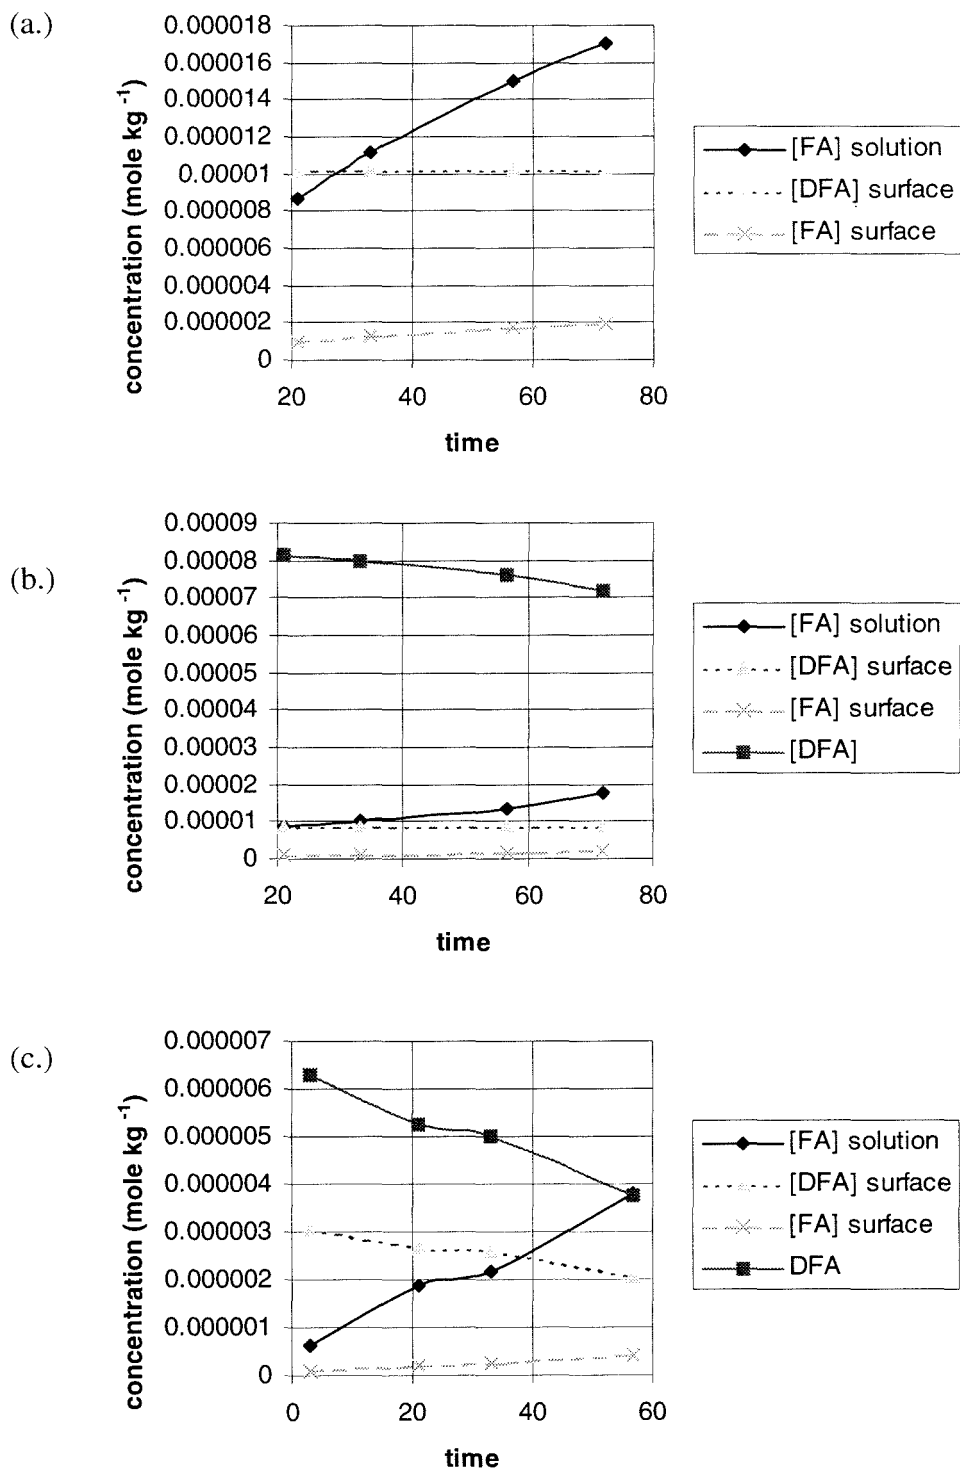 (a.)
concentration (mole kg -1)
0.000018
0.000016
0.000014
0.000012
0.00001
0.000008
0.000006
0.000004
0.000002
0
20 40 60 80
time
[FA] solution
[DFA] surface
[FA] surface
(b.)
concentration (mole kg -1)
0.00009
0.00008
0.00007
0.00006
0.00005
0.00004
0.00003
0.00002
0.00001
0
20 40 60 80
time
[FA] solution
[DFA] surface
[FA] surface
[DFA]
(c.)
concentration (mole kg -1)
0.000007
0.000006
0.000005
0.000004
0.000003
0.000002
0.000001
0
0 20 40 60
time
[FA] solution
[DFA] surface
[FA] surface
DFA